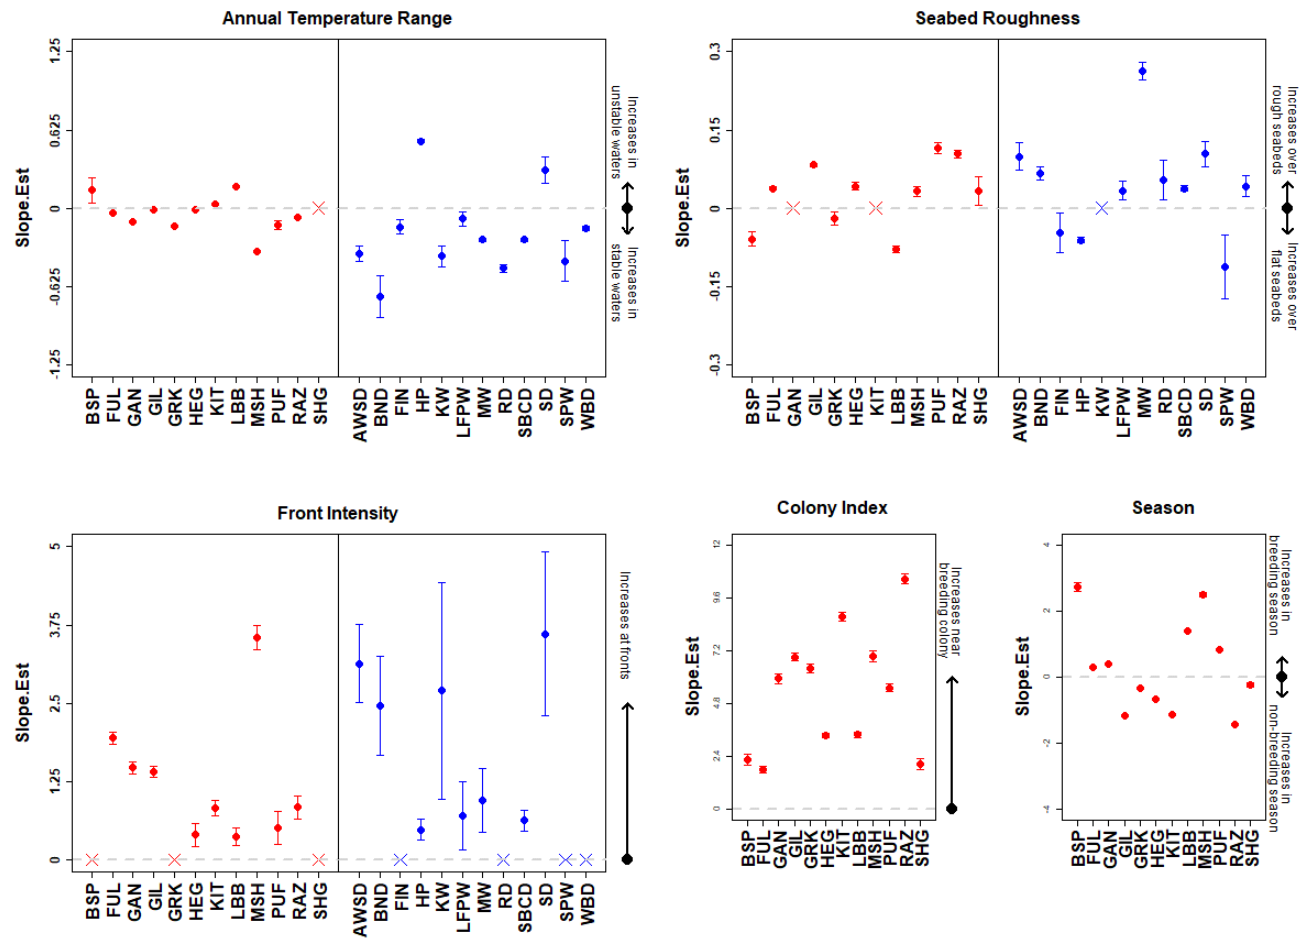 Annual Temperature Range
Slope.Est
1.25
0.625
0
-0.625
-1.25
BSP FUL GAN GIL GRK HEG KIT LBB MSH PUF RAZ SHG AWSD BND FIN HP KW LFPW MW RD SBCD SD SPW WBD
Increases in
unstable waters
Increases in
stable waters
Seabed Roughness
Slope.Est
0.3
0.15
0
-0.15
-0.3
BSP FUL GAN GIL GRK HEG KIT LBB MSH PUF RAZ SHG AWSD BND FIN HP KW LFPW MW RD SBCD SD SPW WBD
Increases over
rough seabeds
Increases over
flat seabeds
Front Intensity
Slope.Est
5
3.75
2.5
1.25
0
BSP FUL GAN GIL GRK HEG KIT LBB MSH PUF RAZ SHG AWSD BND FIN HP KW LFPW MW RD SBCD SD SPW WBD
Increases at fronts
Colony Index
Slope.Est
12
9.6
7.2
4.8
2.4
0
BSP FUL GAN GIL GRK HEG KIT LBB MSH PUF RAZ SHG
Increases near
breeding colony
Season
Slope.Est
4
2
0
-2
-4
BSP FUL GAN GIL GRK HEG KIT LBB MSH PUF RAZ SHG
Increases in
breeding season
Increases in
non-breeding season